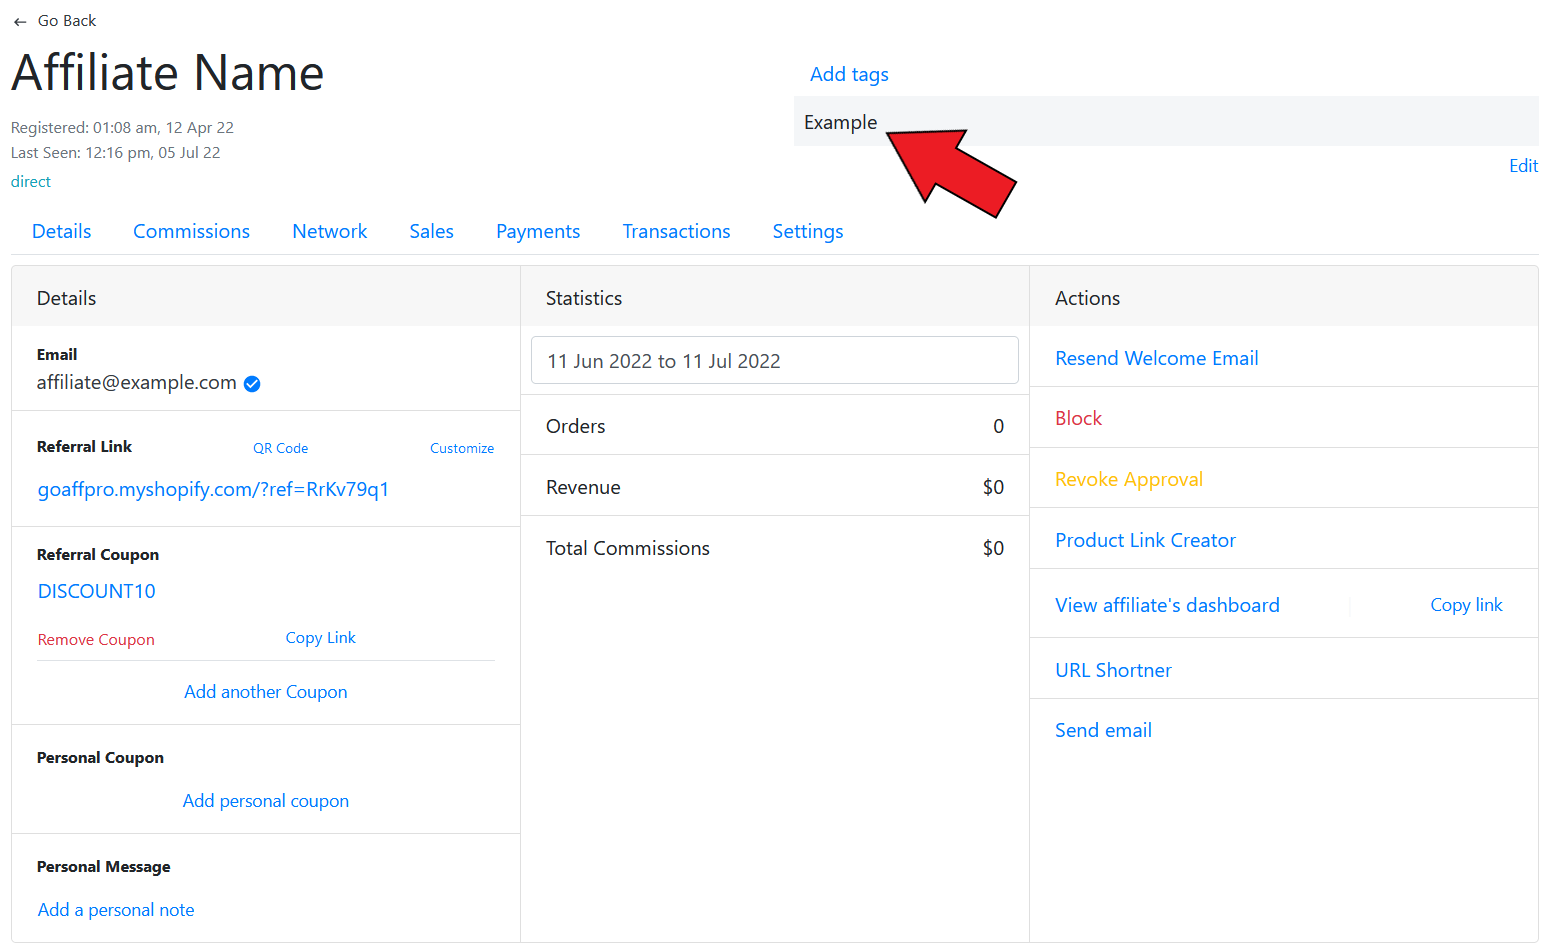 ← Go Back
Affiliate Name
Registered: 01:08 am, 12 Apr 22
Last Seen: 12:16 pm, 05 Jul 22
direct
Add tags
Example
Edit
Details Commissions Network Sales Payments Transactions Settings
Details
Email
affiliate@example.com
Referral Link QR Code Customize
goaffpro.myshopify.com/?ref=RrKv79q1
Referral Coupon
DISCOUNT10
Remove Coupon Copy Link
Add another Coupon
Personal Coupon
Add personal coupon
Personal Message
Add a personal note
Statistics
11 Jun 2022 to 11 Jul 2022
Orders 0
Revenue $0
Total Commissions $0
Actions
Resend Welcome Email
Block
Revoke Approval
Product Link Creator
View affiliate's dashboard Copy link
URL Shortner
Send email